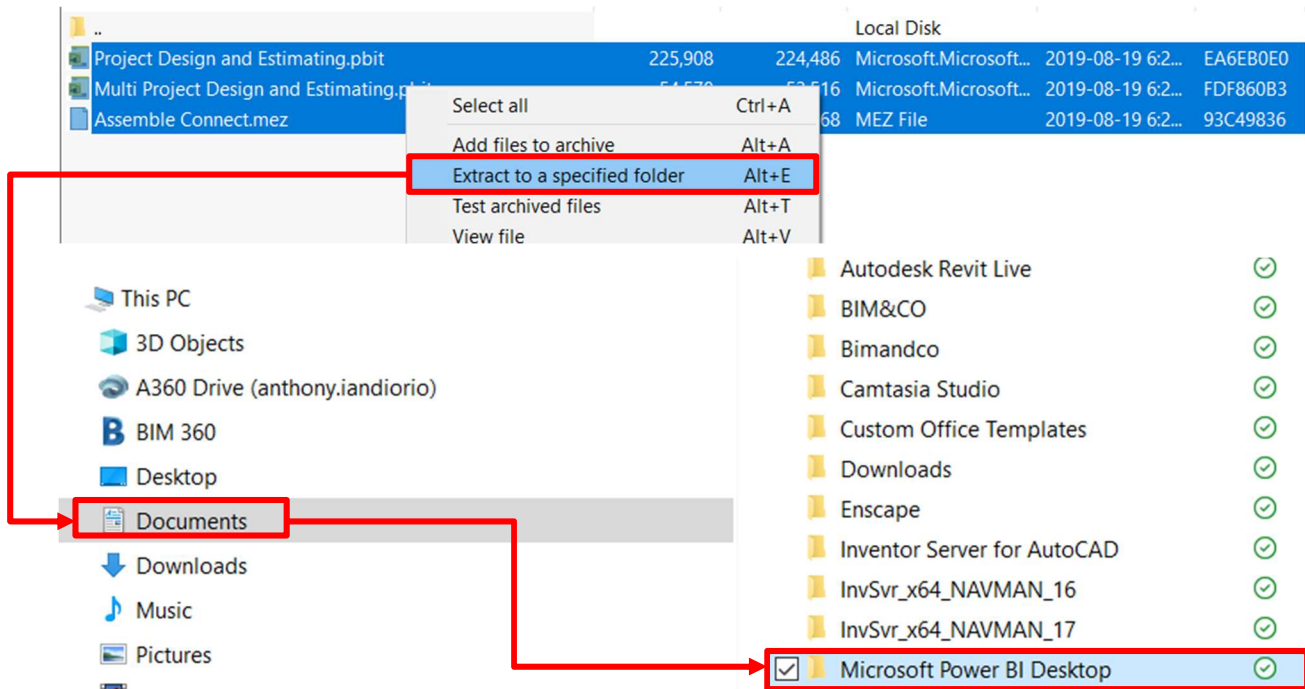 ..
Local Disk
Project Design and Estimating.pbit 225,908 224,486 Microsoft.Microsoft... 2019-08-19 6:2... EA6EB0E0
Multi Project Design and Estimating.p 16 Microsoft.Microsoft... 2019-08-19 6:2... FDF860B3
Assemble Connect.mez 68 MEZ File 2019-08-19 6:2... 93C49836
Select all Ctrl+A
Add files to archive Alt+A
Extract to a specified folder Alt+E
Test archived files Alt+T
View file Alt+V
This PC
3D Objects
A360 Drive (anthony.iandiorio)
BIM 360
Desktop
Documents
Downloads
Music
Pictures
Autodesk Revit Live
BIM&CO
Bimandco
Camtasia Studio
Custom Office Templates
Downloads
Enscape
Inventor Server for AutoCAD
InvSvr_x64_NAVMAN_16
InvSvr_x64_NAVMAN_17
Microsoft Power BI Desktop